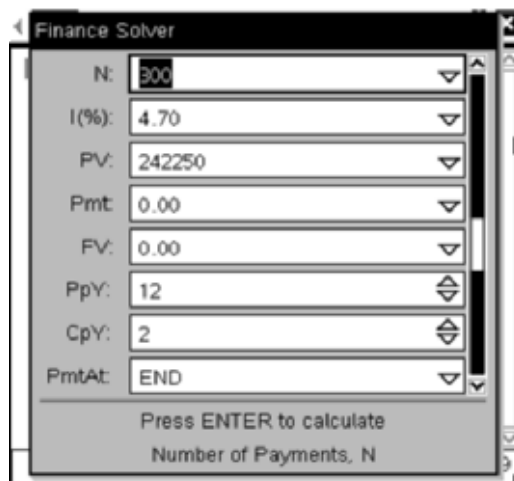 Finance Solver
N: 300
I(%): 4.70
PV: 242250
Pmt: 0.00
FV: 0.00
PpY: 12
CpY: 2
PmtAt: END
Press ENTER to calculate
Number of Payments, N